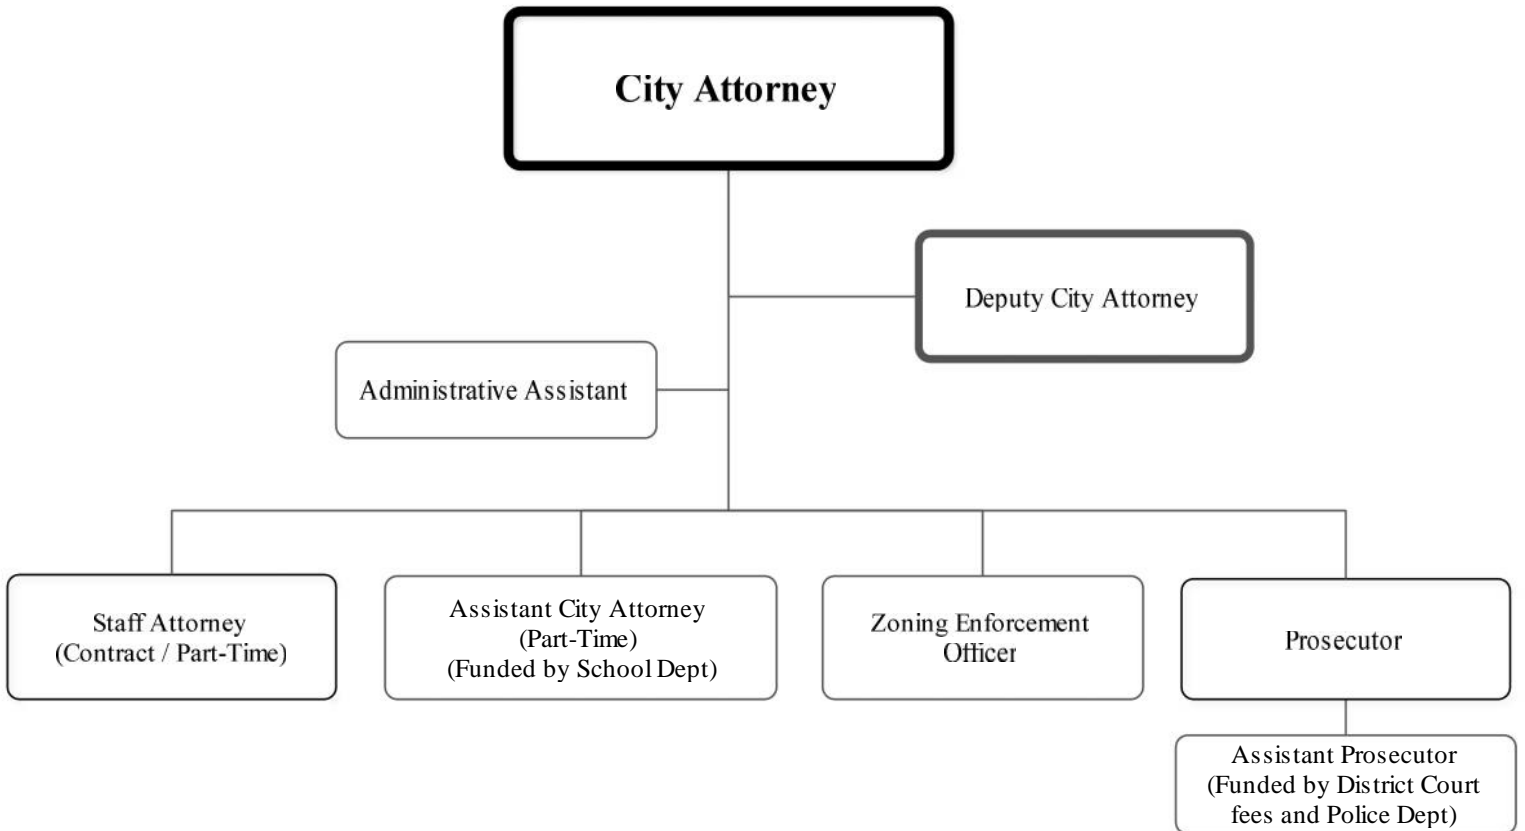 City Attorney
Deputy City Attorney
Administrative Assistant
Staff Attorney
(Contract / Part-Time)
Assistant City Attorney
(Part-Time)
(Funded by School Dept)
Zoning Enforcement
Officer
Prosecutor
Assistant Prosecutor
(Funded by District Court
fees and Police Dept)